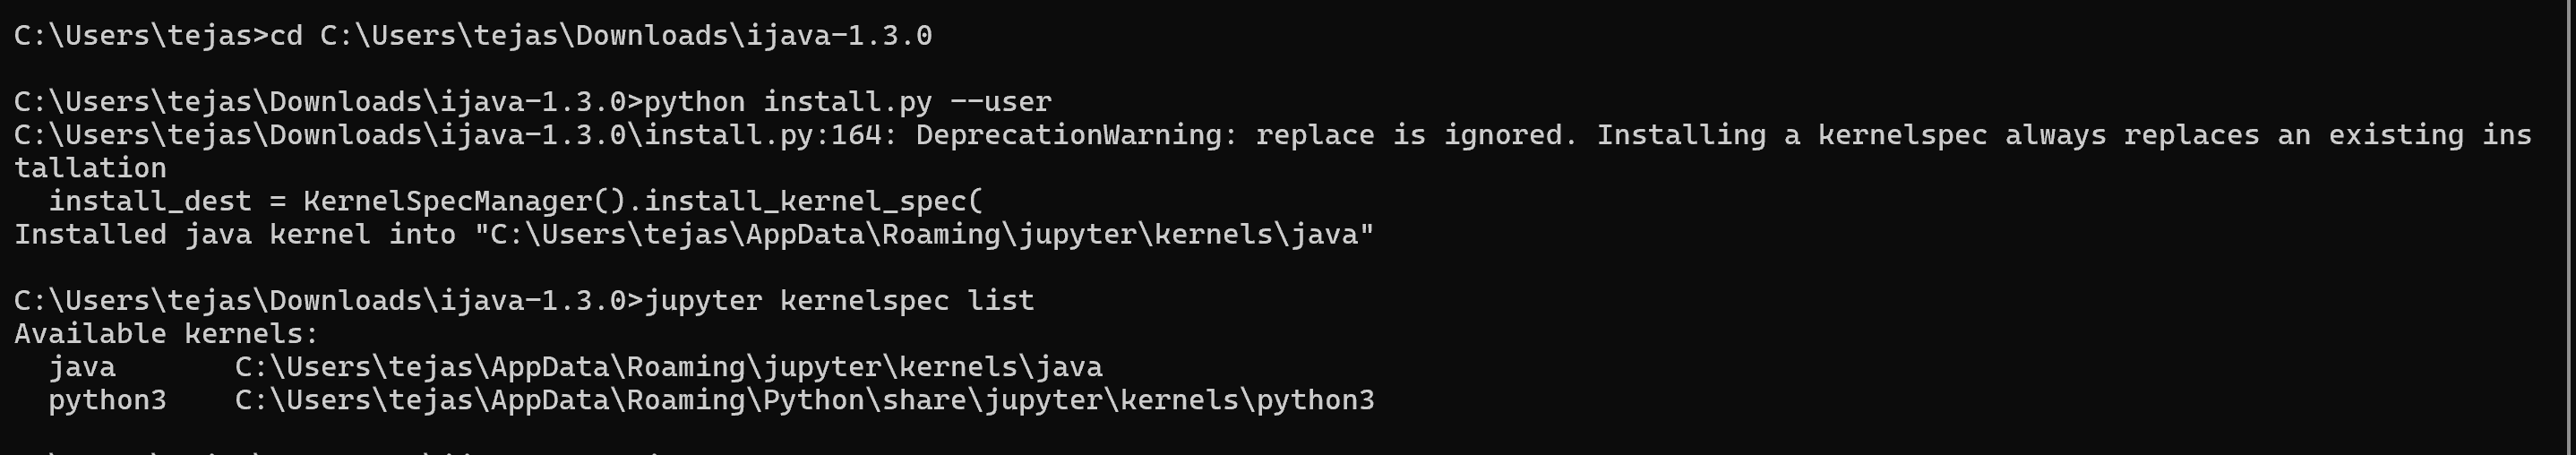 C:\Users\tejas>cd C:\Users\tejas\Downloads\ijava-1.3.0
C:\Users\tejas\Downloads\ijava-1.3.0>python install.py --user
C:\Users\tejas\Downloads\ijava-1.3.0\install.py:164: DeprecationWarning: replace is ignored. Installing a kernelspec always replaces an existing ins
tallation
  install_dest = KernelSpecManager().install_kernel_spec(
Installed java kernel into "C:\Users\tejas\AppData\Roaming\jupyter\kernels\java"
C:\Users\tejas\Downloads\ijava-1.3.0>jupyter kernelspec list
Available kernels:
  java       C:\Users\tejas\AppData\Roaming\jupyter\kernels\java
  python3    C:\Users\tejas\AppData\Roaming\Python\share\jupyter\kernels\python3